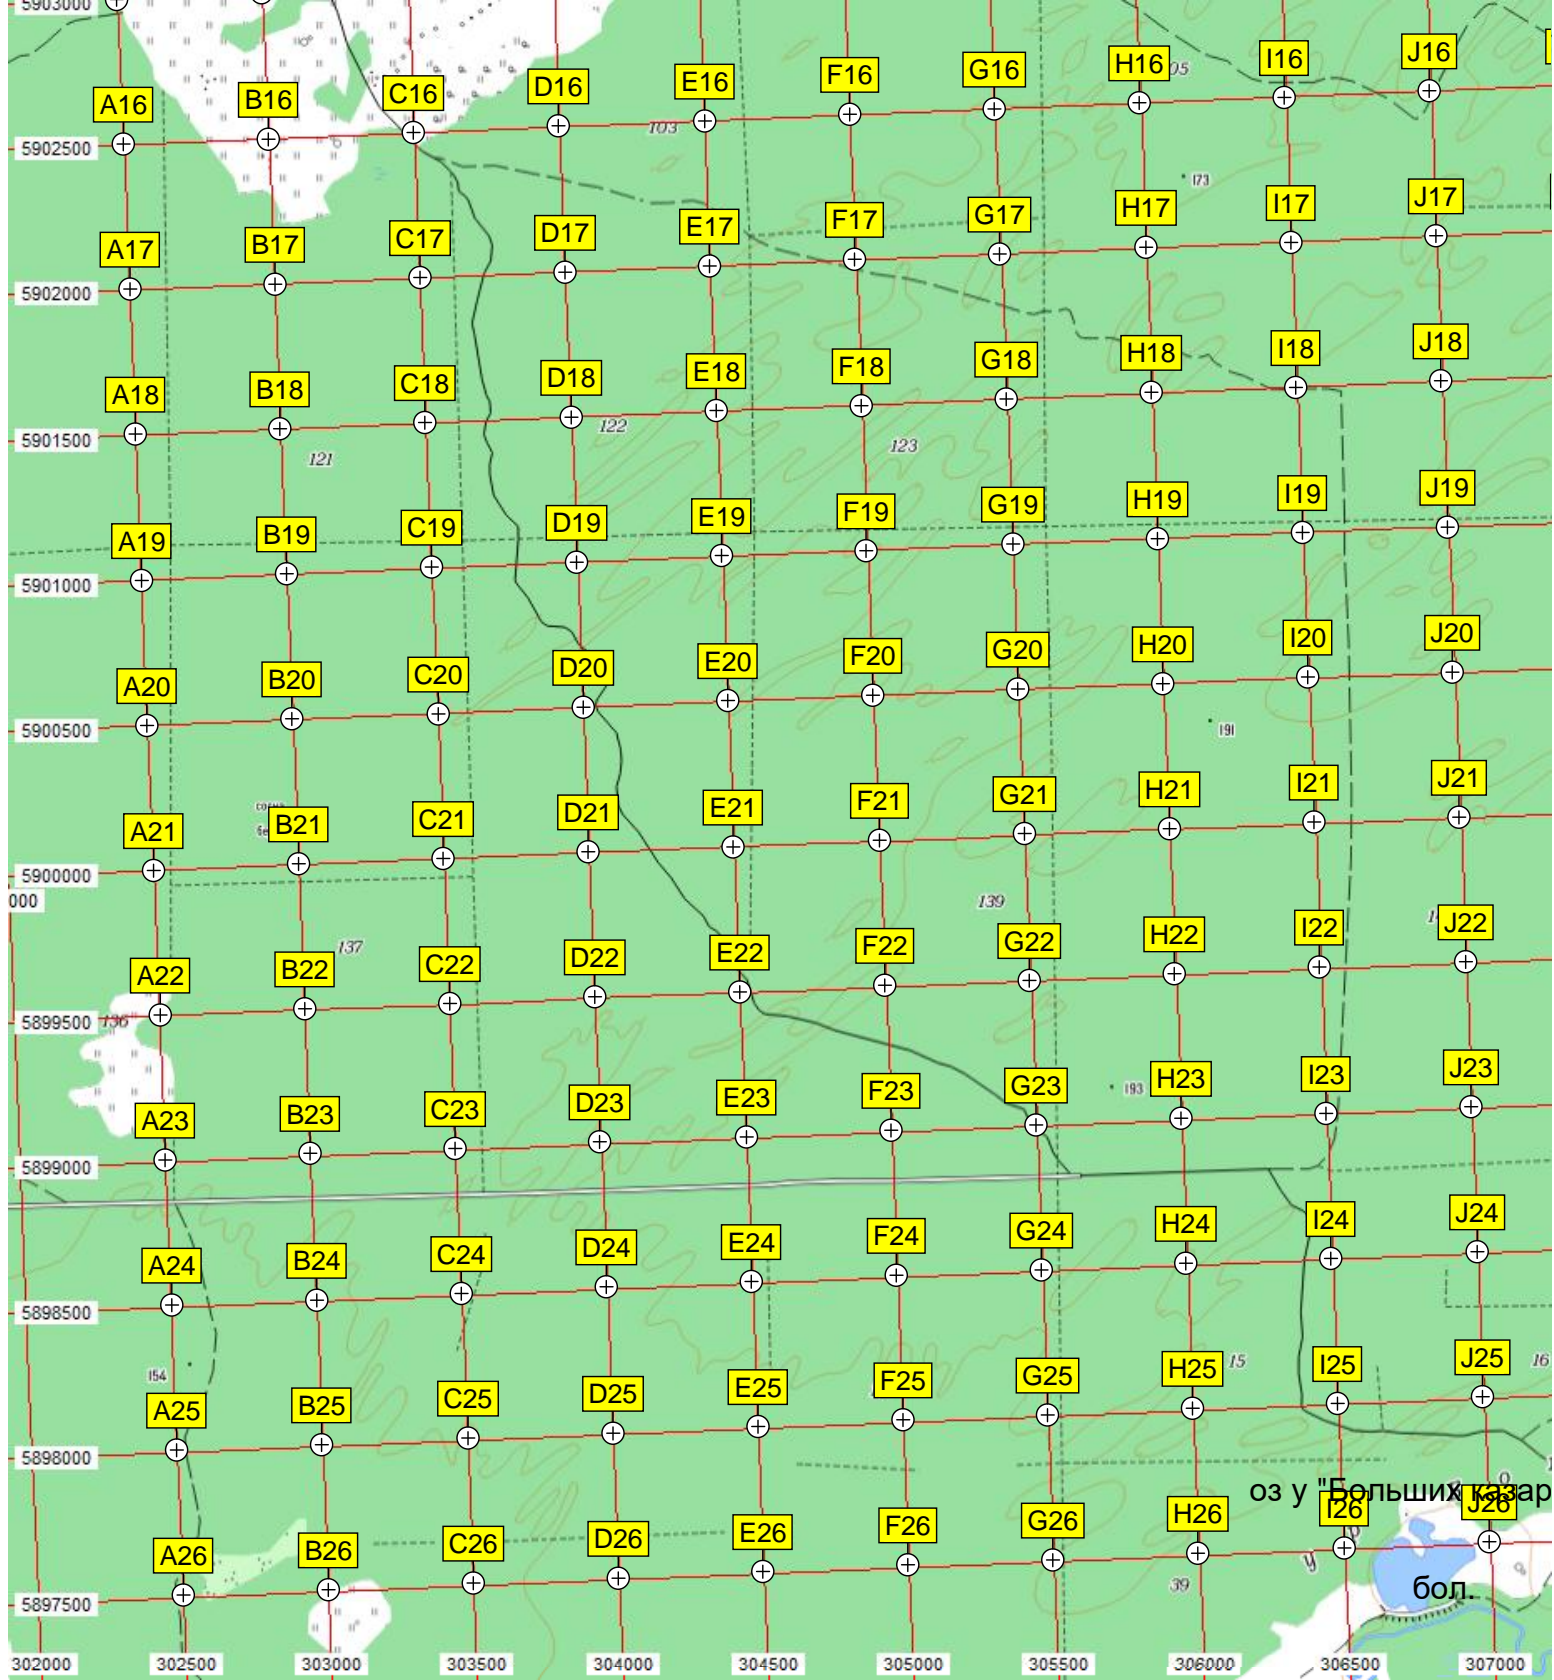 5903000
A16 B16 C16 D16 E16 F16 G16 H16 I16 J16
105
103
5902500
173
A17 B17 C17 D17 E17 F17 G17 H17 I17 J17
5902000
A18 B18 C18 D18 E18 F18 G18 H18 I18 J18
5901500
121
122
123
A19 B19 C19 D19 E19 F19 G19 H19 I19 J19
5901000
A20 B20 C20 D20 E20 F20 G20 H20 I20 J20
5900500
191
A21 B21 C21 D21 E21 F21 G21 H21 I21 J21
5900000
000
139
137
A22 B22 C22 D22 E22 F22 G22 H22 I22 J22
5899500
136
A23 B23 C23 D23 E23 F23 G23 H23 I23 J23
193
5899000
A24 B24 C24 D24 E24 F24 G24 H24 I24 J24
5898500
154
15
16
A25 B25 C25 D25 E25 F25 G25 H25 I25 J25
5898000
оз у "Больших казар
A26 B26 C26 D26 E26 F26 G26 H26 I26 J26
39
у р о
бол.
5897500
302000 302500 303000 303500 304000 304500 305000 305500 306000 306500 307000